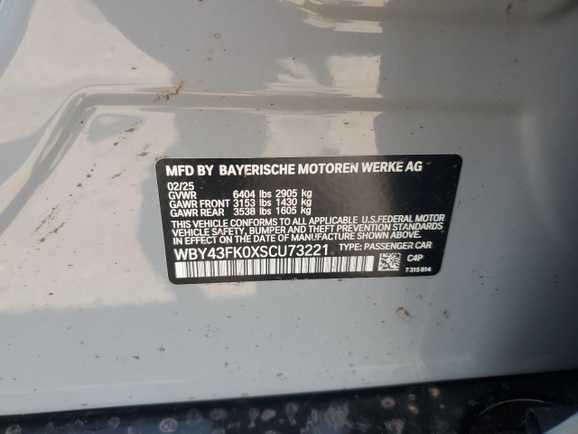 MFD BY BAYERISCHE MOTOREN WERKE AG
02/25
GVWR 6404 lbs 2905 kg
GAWR FRONT 3153 lbs 1430 kg
GAWR REAR 3538 lbs 1605 kg
THIS VEHICLE CONFORMS TO ALL APPLICABLE U.S.FEDERAL MOTOR
VEHICLE SAFETY, BUMPER, AND THEFT PREVENTION STANDARDS
IN EFFECT ON THE DATE OF MANUFACTURE SHOWN ABOVE.
WBY43FK0XSCU73221 TYPE: PASSENGER CAR
C4P
7 315 814